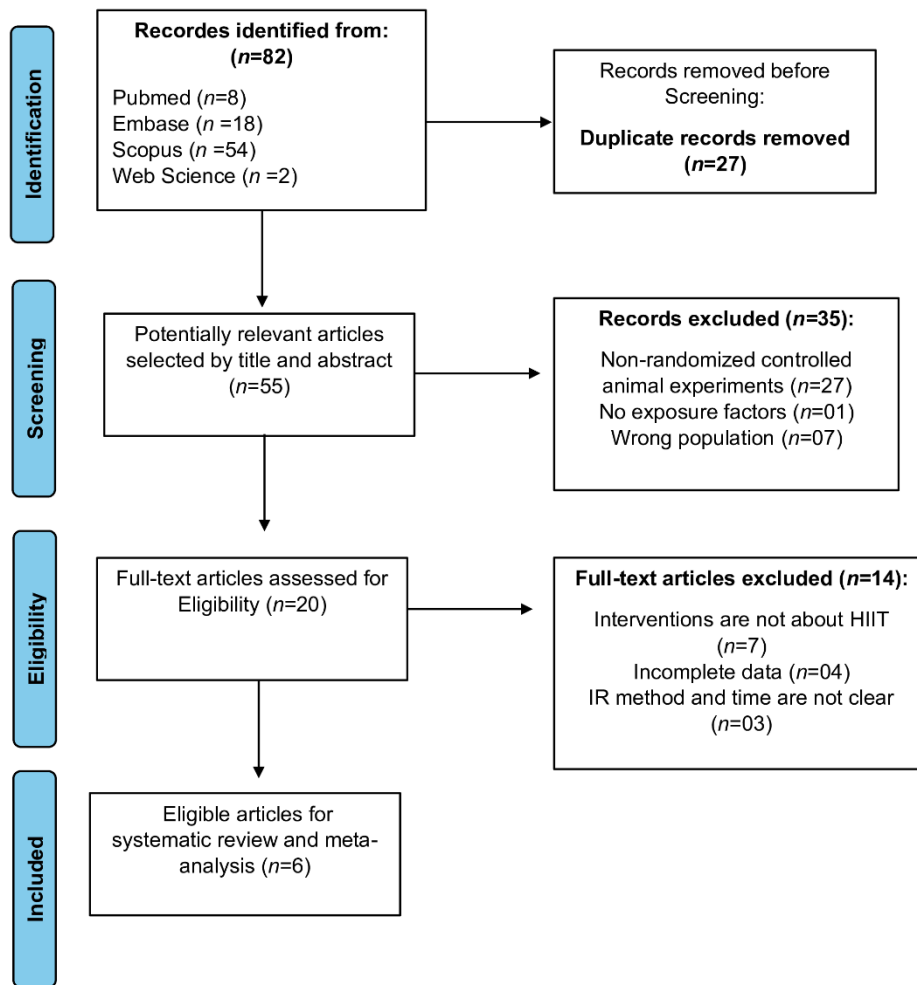 Identification
Recordes identified from:
(n=82)
Pubmed (n=8)
Embase (n =18)
Scopus (n =54)
Web Science (n =2)
Records removed before
Screening:
Duplicate records removed
(n=27)
Screening
Potentially relevant articles
selected by title and abstract
(n=55)
Records excluded (n=35):
Non-randomized controlled
animal experiments (n=27)
No exposure factors (n=01)
Wrong population (n=07)
Eligibility
Full-text articles assessed for
Eligibility (n=20)
Full-text articles excluded (n=14):
Interventions are not about HIIT
(n=7)
Incomplete data (n=04)
IR method and time are not clear
(n=03)
Included
Eligible articles for
systematic review and meta-
analysis (n=6)